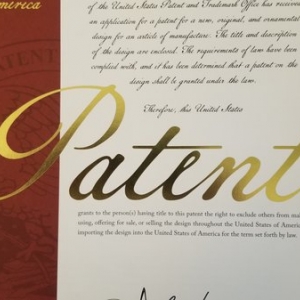 America
of the United States Patent and Trademark Office has received
an application for a patent for a new, original, and ornamental
design for an article of manufacture. The title and description
of the design are enclosed. The requirements of law have been
complied with, and it has been determined that a patent on the
design shall be granted under the law.
Therefore, this United States
PATENT
Patent
grants to the person(s) having title to this patent the right to exclude others from
using, offering for sale, or selling the design throughout the United States of America
importing the design into the United States of America for the term set forth by law.